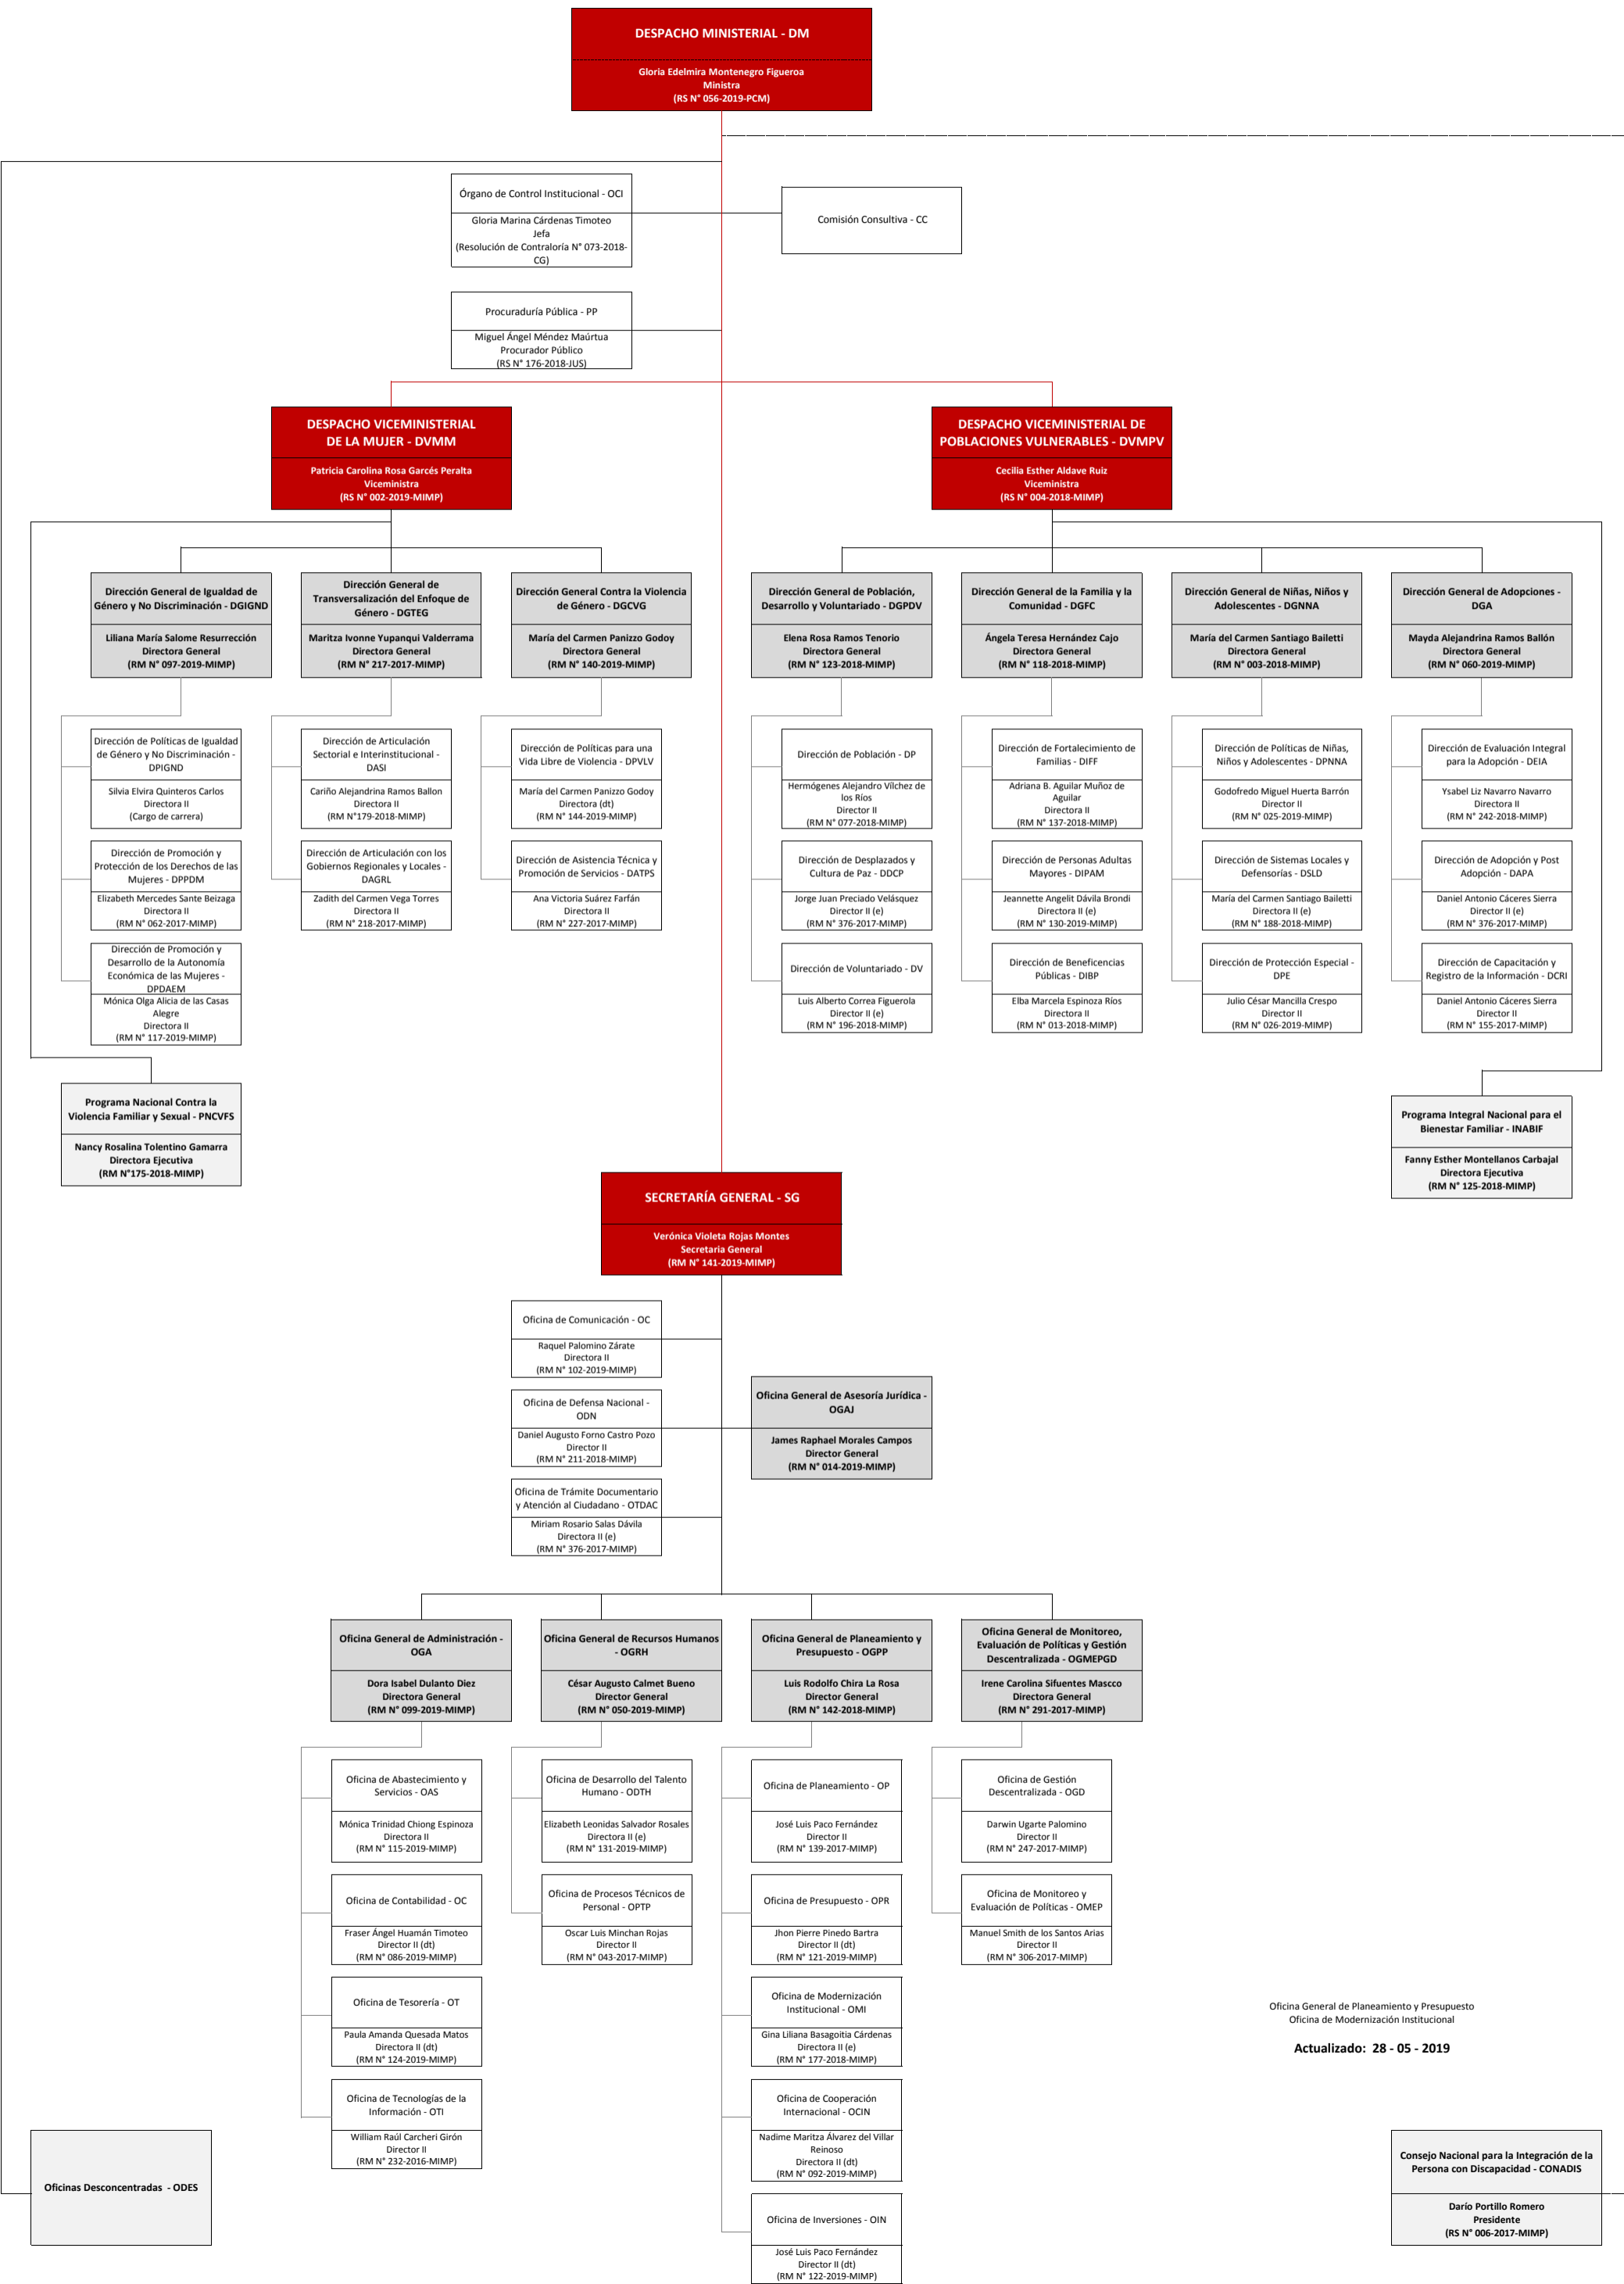 DESPACHO MINISTERIAL - DM
Gloria Edelmira Montenegro Figueroa
Ministra
(RS N° 056-2019-PCM)
Órgano de Control Institucional - OCI
Gloria Marina Cárdenas Timoteo
Jefa
(Resolución de Contraloría N° 073-2018-
CG)
Comisión Consultiva - CC
Procuraduría Pública - PP
Miguel Ángel Méndez Maúrtua
Procurador Público
(RS N° 176-2018-JUS)
DESPACHO VICEMINISTERIAL
DE LA MUJER - DVMM
Patricia Carolina Rosa Garcés Peralta
Viceministra
(RS N° 002-2019-MIMP)
DESPACHO VICEMINISTERIAL DE
POBLACIONES VULNERABLES - DVMPV
Cecilia Esther Aldave Ruiz
Viceministra
(RS N° 004-2018-MIMP)
Dirección General de Igualdad de
Género y No Discriminación - DGIGND
Liliana María Salome Resurrección
Directora General
(RM N° 097-2019-MIMP)
Dirección General de
Transversalización del Enfoque de
Género - DGTEG
Maritza Ivonne Yupanqui Valderrama
Directora General
(RM N° 217-2017-MIMP)
Dirección General Contra la Violencia
de Género - DGCVG
María del Carmen Panizzo Godoy
Directora General
(RM N° 140-2019-MIMP)
Dirección General de Población,
Desarrollo y Voluntariado - DGPDV
Elena Rosa Ramos Tenorio
Directora General
(RM N° 123-2018-MIMP)
Dirección General de la Familia y la
Comunidad - DGFC
Ángela Teresa Hernández Cajo
Directora General
(RM N° 118-2018-MIMP)
Dirección General de Niñas, Niños y
Adolescentes - DGNNA
María del Carmen Santiago Bailetti
Directora General
(RM N° 003-2018-MIMP)
Dirección General de Adopciones -
DGA
Mayda Alejandrina Ramos Ballón
Directora General
(RM N° 060-2019-MIMP)
Dirección de Políticas de Igualdad
de Género y No Discriminación -
DPIGND
Silvia Elvira Quinteros Carlos
Directora II
(Cargo de carrera)
Dirección de Articulación
Sectorial e Interinstitucional -
DASI
Cariño Alejandrina Ramos Ballon
Directora II
(RM N°179-2018-MIMP)
Dirección de Políticas para una
Vida Libre de Violencia - DPVLV
María del Carmen Panizzo Godoy
Directora (dt)
(RM N° 144-2019-MIMP)
Dirección de Población - DP
Hermógenes Alejandro Vílchez de
los Ríos
Director II
(RM N° 077-2018-MIMP)
Dirección de Fortalecimiento de
Familias - DIFF
Adriana B. Aguilar Muñoz de
Aguilar
Directora II
(RM N° 137-2018-MIMP)
Dirección de Políticas de Niñas,
Niños y Adolescentes - DPNNA
Godofredo Miguel Huerta Barrón
Director II
(RM N° 025-2019-MIMP)
Dirección de Evaluación Integral
para la Adopción - DEIA
Ysabel Liz Navarro Navarro
Directora II
(RM N° 242-2018-MIMP)
Dirección de Promoción y
Protección de los Derechos de las
Mujeres - DPPDM
Elizabeth Mercedes Sante Beizaga
Directora II
(RM N° 062-2017-MIMP)
Dirección de Articulación con los
Gobiernos Regionales y Locales -
DAGRL
Zadith del Carmen Vega Torres
Directora II
(RM N° 218-2017-MIMP)
Dirección de Asistencia Técnica y
Promoción de Servicios - DATPS
Ana Victoria Suárez Farfán
Directora II
(RM N° 227-2017-MIMP)
Dirección de Desplazados y
Cultura de Paz - DDCP
Jorge Juan Preciado Velásquez
Director II (e)
(RM N° 376-2017-MIMP)
Dirección de Personas Adultas
Mayores - DIPAM
Jeannette Angelit Dávila Brondi
Directora II (e)
(RM N° 130-2019-MIMP)
Dirección de Sistemas Locales y
Defensorías - DSLD
María del Carmen Santiago Bailetti
Directora II (e)
(RM N° 188-2018-MIMP)
Dirección de Adopción y Post
Adopción - DAPA
Daniel Antonio Cáceres Sierra
Director II (e)
(RM N° 376-2017-MIMP)
Dirección de Promoción y
Desarrollo de la Autonomía
Económica de las Mujeres -
DPDAEM
Mónica Olga Alicia de las Casas
Alegre
Directora II
(RM N° 117-2019-MIMP)
Dirección de Voluntariado - DV
Luis Alberto Correa Figuerola
Director II (e)
(RM N° 196-2018-MIMP)
Dirección de Beneficencias
Públicas - DIBP
Elba Marcela Espinoza Ríos
Directora II
(RM N° 013-2018-MIMP)
Dirección de Protección Especial -
DPE
Julio César Mancilla Crespo
Director II
(RM N° 026-2019-MIMP)
Dirección de Capacitación y
Registro de la Información - DCRI
Daniel Antonio Cáceres Sierra
Director II
(RM N° 155-2017-MIMP)
Programa Nacional Contra la
Violencia Familiar y Sexual - PNCVFS
Nancy Rosalina Tolentino Gamarra
Directora Ejecutiva
(RM N°175-2018-MIMP)
Programa Integral Nacional para el
Bienestar Familiar - INABIF
Fanny Esther Montellanos Carbajal
Directora Ejecutiva
(RM N° 125-2018-MIMP)
SECRETARÍA GENERAL - SG
Verónica Violeta Rojas Montes
Secretaria General
(RM N° 141-2019-MIMP)
Oficina de Comunicación - OC
Raquel Palomino Zárate
Directora II
(RM N° 102-2019-MIMP)
Oficina de Defensa Nacional -
ODN
Daniel Augusto Forno Castro Pozo
Director II
(RM N° 211-2018-MIMP)
Oficina General de Asesoría Jurídica -
OGAJ
James Raphael Morales Campos
Director General
(RM N° 014-2019-MIMP)
Oficina de Trámite Documentario
y Atención al Ciudadano - OTDAC
Miriam Rosario Salas Dávila
Directora II (e)
(RM N° 376-2017-MIMP)
Oficina General de Administración -
OGA
Dora Isabel Dulanto Diez
Directora General
(RM N° 099-2019-MIMP)
Oficina General de Recursos Humanos
- OGRH
César Augusto Calmet Bueno
Director General
(RM N° 050-2019-MIMP)
Oficina General de Planeamiento y
Presupuesto - OGPP
Luis Rodolfo Chira La Rosa
Director General
(RM N° 142-2018-MIMP)
Oficina General de Monitoreo,
Evaluación de Políticas y Gestión
Descentralizada - OGMEPGD
Irene Carolina Sifuentes Mascco
Directora General
(RM N° 291-2017-MIMP)
Oficina de Abastecimiento y
Servicios - OAS
Mónica Trinidad Chiong Espinoza
Directora II
(RM N° 115-2019-MIMP)
Oficina de Desarrollo del Talento
Humano - ODTH
Elizabeth Leonidas Salvador Rosales
Directora II (e)
(RM N° 131-2019-MIMP)
Oficina de Planeamiento - OP
José Luis Paco Fernández
Director II
(RM N° 139-2017-MIMP)
Oficina de Gestión
Descentralizada - OGD
Darwin Ugarte Palomino
Director II
(RM N° 247-2017-MIMP)
Oficina de Contabilidad - OC
Fraser Ángel Huamán Timoteo
Director II (dt)
(RM N° 086-2019-MIMP)
Oficina de Procesos Técnicos de
Personal - OPTP
Oscar Luis Minchan Rojas
Director II
(RM N° 043-2017-MIMP)
Oficina de Presupuesto - OPR
Jhon Pierre Pinedo Bartra
Director II (dt)
(RM N° 121-2019-MIMP)
Oficina de Monitoreo y
Evaluación de Políticas - OMEP
Manuel Smith de los Santos Arias
Director II
(RM N° 306-2017-MIMP)
Oficina de Tesorería - OT
Paula Amanda Quesada Matos
Directora II (dt)
(RM N° 124-2019-MIMP)
Oficina de Modernización
Institucional - OMI
Gina Liliana Basagoitia Cárdenas
Directora II (e)
(RM N° 177-2018-MIMP)
Oficina General de Planeamiento y Presupuesto
Oficina de Modernización Institucional
Actualizado: 28 - 05 - 2019
Oficina de Tecnologías de la
Información - OTI
William Raúl Carcheri Girón
Director II
(RM N° 232-2016-MIMP)
Oficina de Cooperación
Internacional - OCIN
Nadime Maritza Álvarez del Villar
Reinoso
Directora II (dt)
(RM N° 092-2019-MIMP)
Oficinas Desconcentradas - ODES
Consejo Nacional para la Integración de la
Persona con Discapacidad - CONADIS
Darío Portillo Romero
Presidente
(RS N° 006-2017-MIMP)
Oficina de Inversiones - OIN
José Luis Paco Fernández
Director II (dt)
(RM N° 122-2019-MIMP)